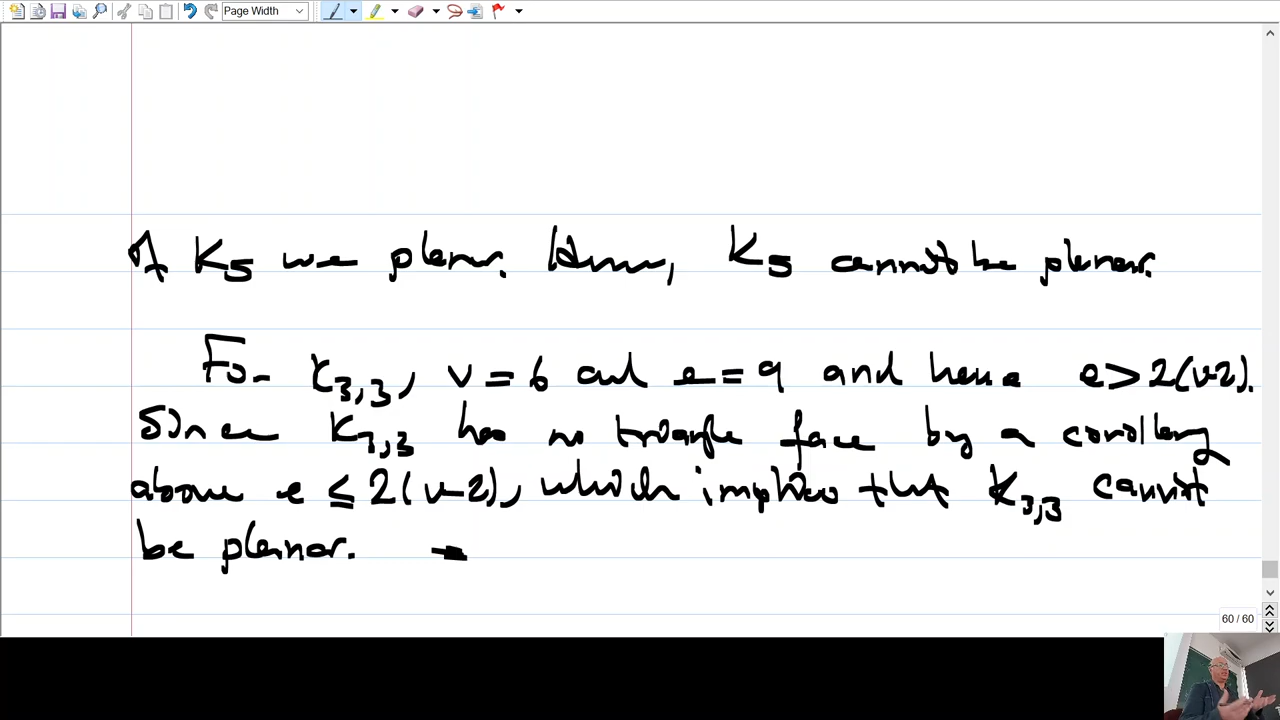 Page Width
if K5 were planar. Hence, K5 cannot be planar.
For K3,3, v = 6 and e = 9 and hence e > 2(v-2).
Since K3,3 has no triangle face by a corollary
above e ≤ 2(v-2), which implies that K3,3 cannot
be planar.
60 / 60